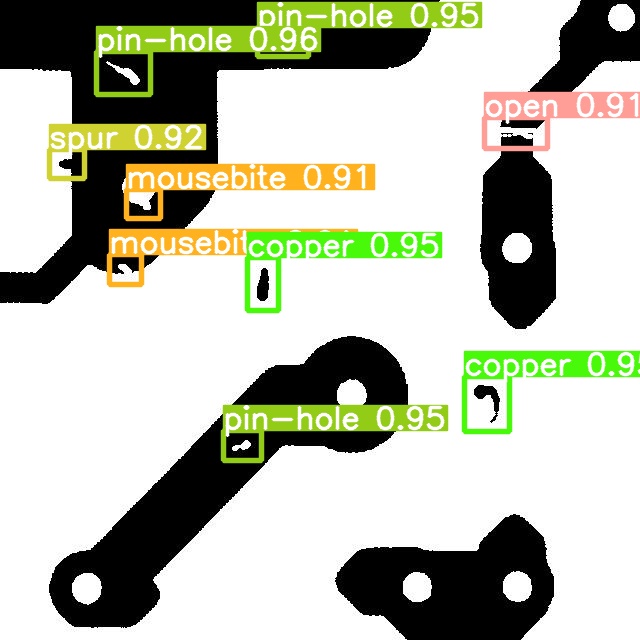 pin-hole 0.95
pin-hole 0.96
open 0.91
spur 0.92
mousebite 0.91
copper 0.95
copper 0.9
pin-hole 0.95